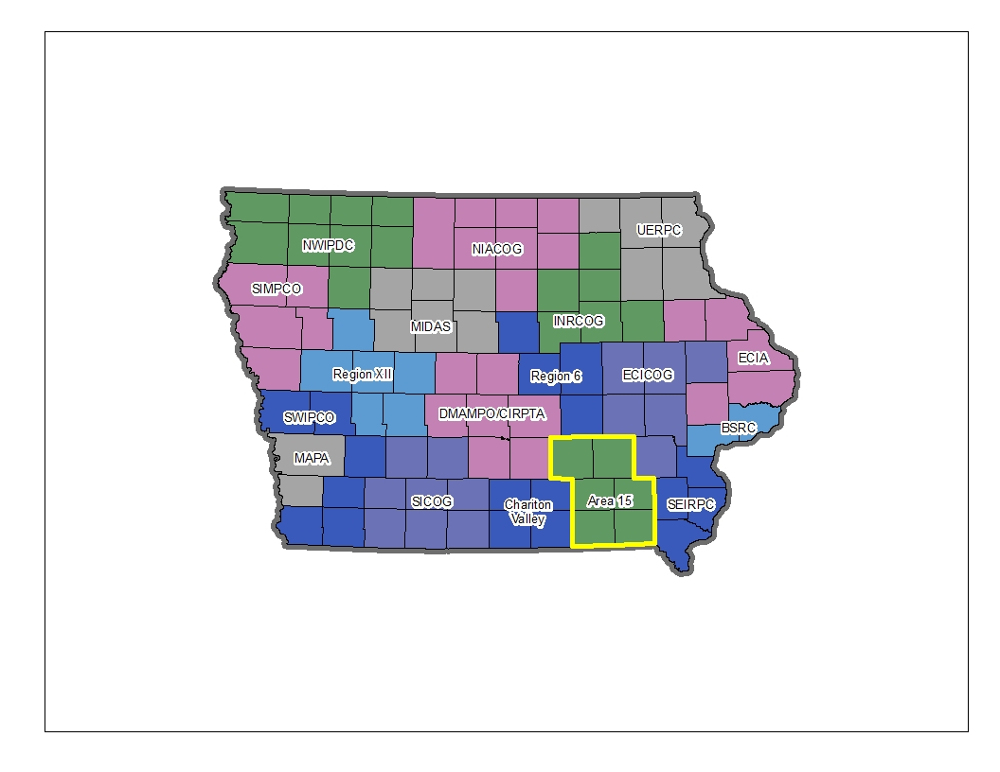 UERPC
NWIPDC
NIACOG
SIMPCO
INRCOG
MIDAS
ECIA
Region XII
Region 6
ECICOG
SWIPCO
DMAMPO/CIRPTA
BSRC
MAPA
SICOG
Chariton
Valley
Area 15
SEIRPC